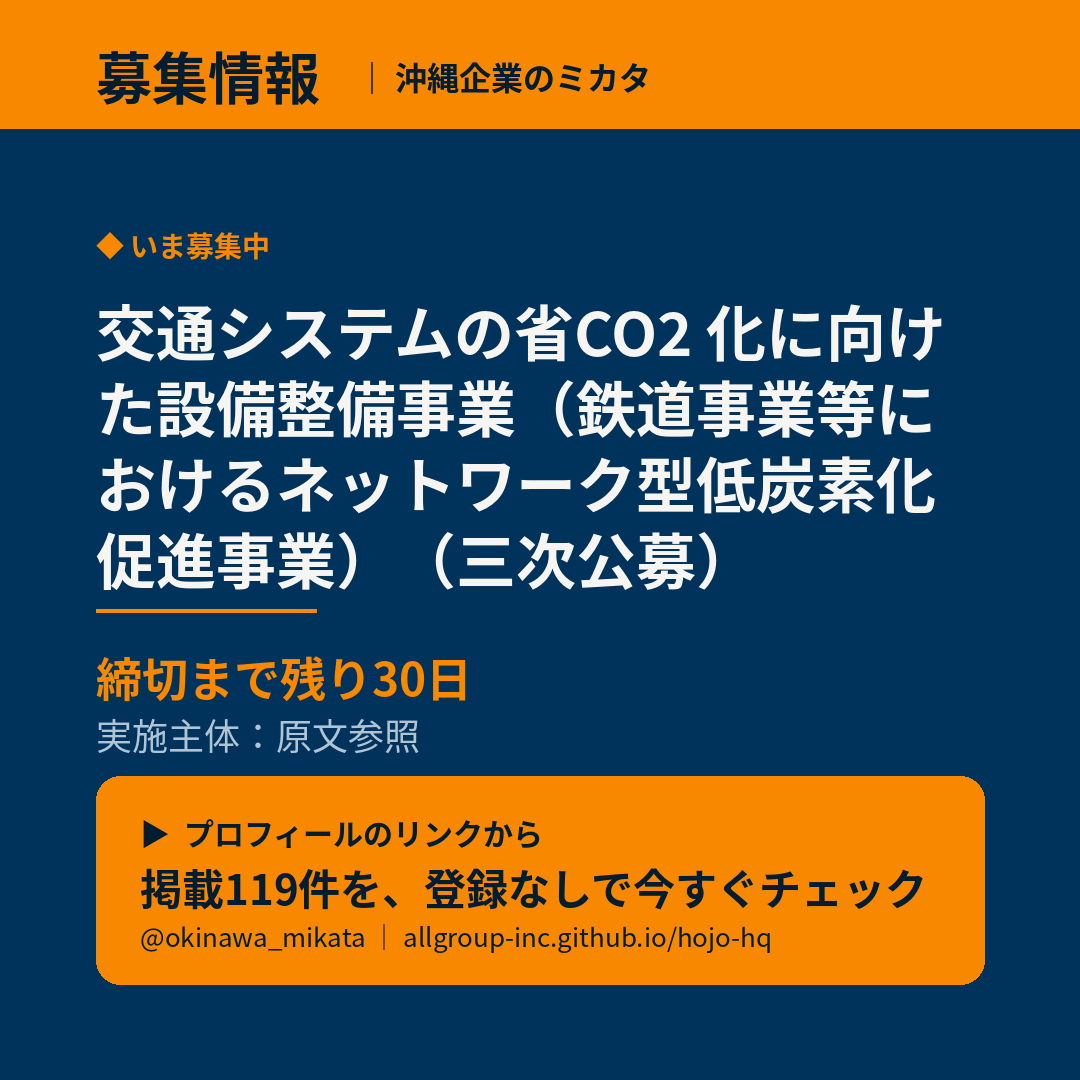 募集情報 ｜沖縄企業のミカタ
◆ いま募集中
交通システムの省CO2 化に向け
た設備整備事業（鉄道事業等に
おけるネットワーク型低炭素化
促進事業）（三次公募）
締切まで残り30日
実施主体：原文参照
▶ プロフィールのリンクから
掲載119件を、登録なしで今すぐチェック
@okinawa_mikata ｜ allgroup-inc.github.io/hojo-hq